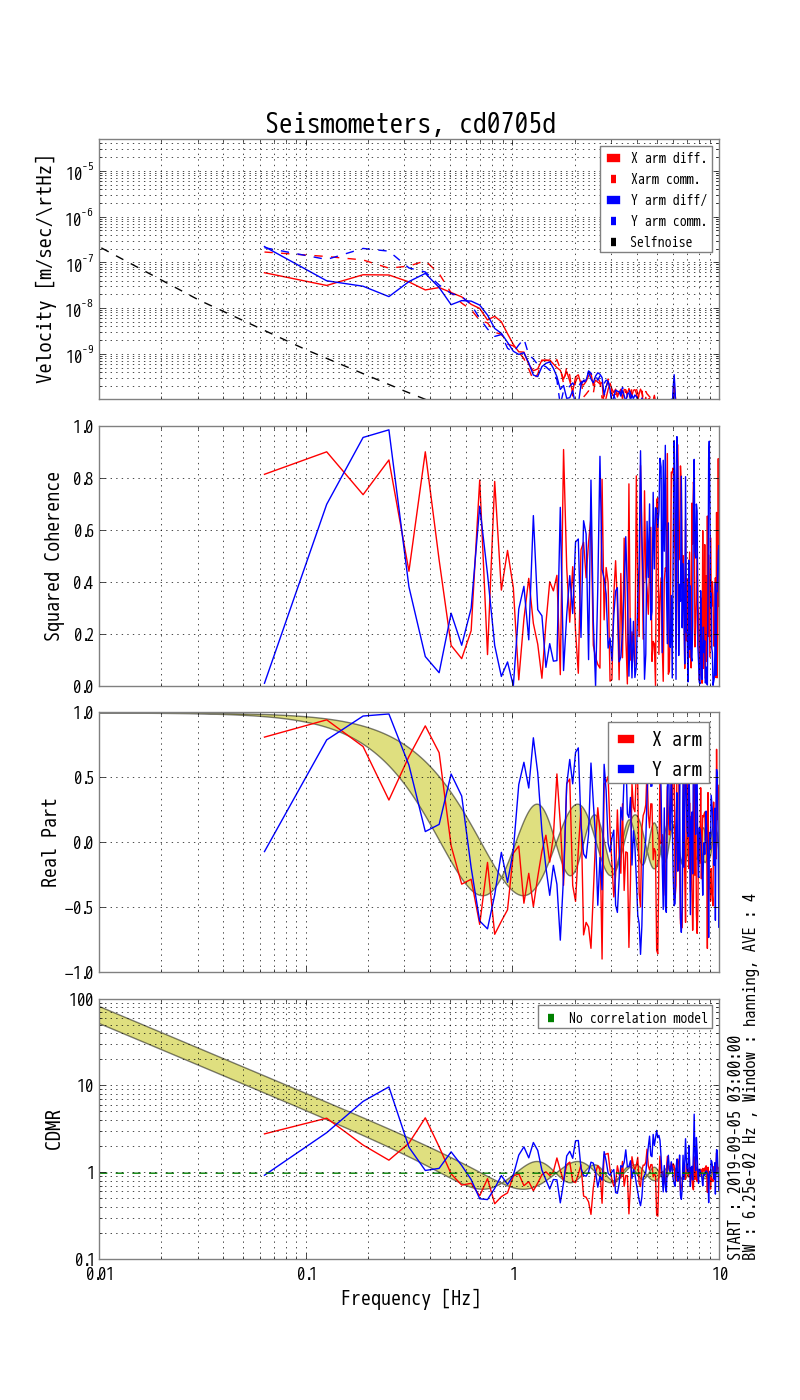 Seismometers, cd0705d
Velocity [m/sec/\rtHz]
10^-5
10^-6
10^-7
10^-8
10^-9
X arm diff.
Xarm comm.
Y arm diff/
Y arm comm.
Selfnoise
Squared Coherence
1.0
0.8
0.6
0.4
0.2
0.0
Real Part
1.0
0.5
0.0
−0.5
−1.0
X arm
Y arm
CDMR
100
10
1
0.1
No correlation model
0.01
0.1
1
10
Frequency [Hz]
START : 2019-09-05 03:00:00
BW : 6.25e-02 Hz , Window : hanning, AVE : 4